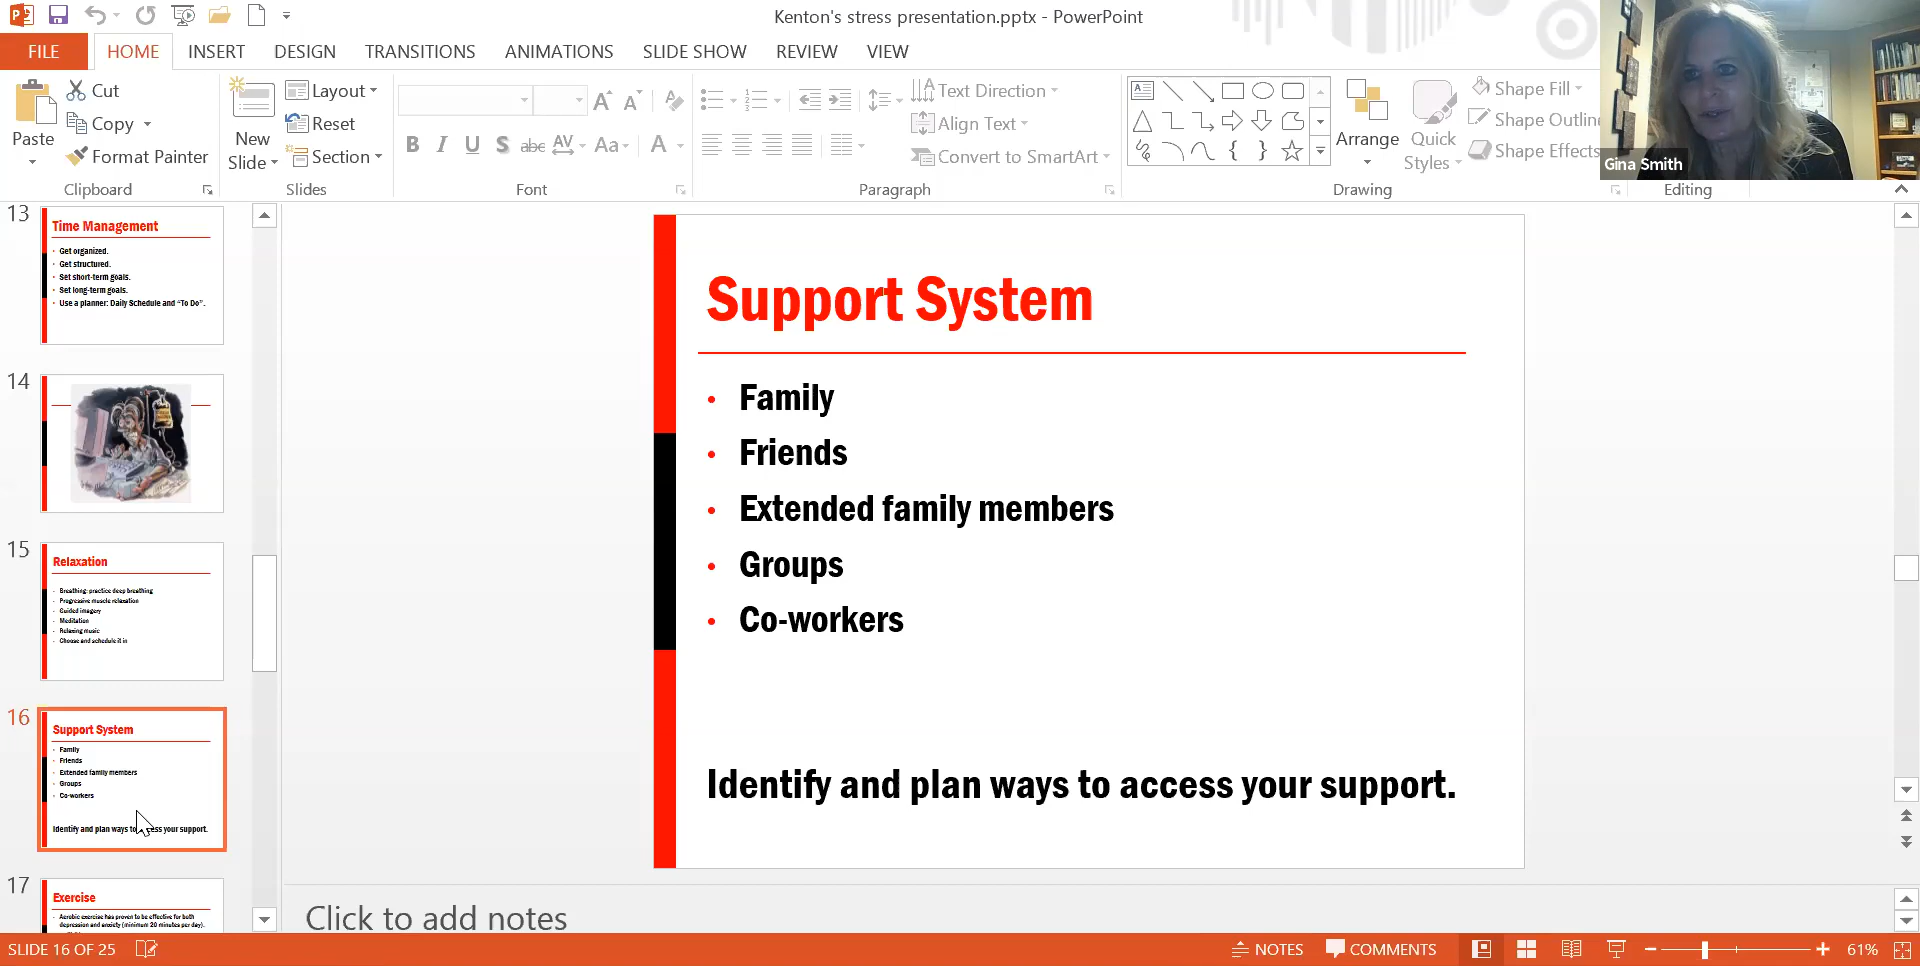 Kenton's stress presentation.pptx - PowerPoint
FILE HOME INSERT DESIGN TRANSITIONS ANIMATIONS SLIDE SHOW REVIEW VIEW
Paste
Cut
Copy
Format Painter
Clipboard
New
Slide
Layout
Reset
Section
Slides
B I U S abc AV Aa A
Font
Text Direction
Align Text
Convert to SmartArt
Paragraph
Arrange
Quick
Styles
Shape Fill
Shape Outlin
Shape Effects
Drawing
Editing
Gina Smith
13
Time Management
Get organized.
Get structured.
Set short-term goals.
Set long-term goals.
Use a planner: Daily Schedule and “To Do”.
14
15
Relaxation
Breathing: practice deep breathing
Progressive muscle relaxation
Guided imagery
Meditation
Relaxing music
Choose and schedule it in
16
Support System
Family
Friends
Extended family members
Groups
Co-workers
Identify and plan ways to access your support.
17
Exercise
Aerobic exercise has proven to be effective for both
depression and anxiety (minimum 20 minutes per day).
Support System
• Family
• Friends
• Extended family members
• Groups
• Co-workers
Identify and plan ways to access your support.
Click to add notes
SLIDE 16 OF 25
NOTES
COMMENTS
61%